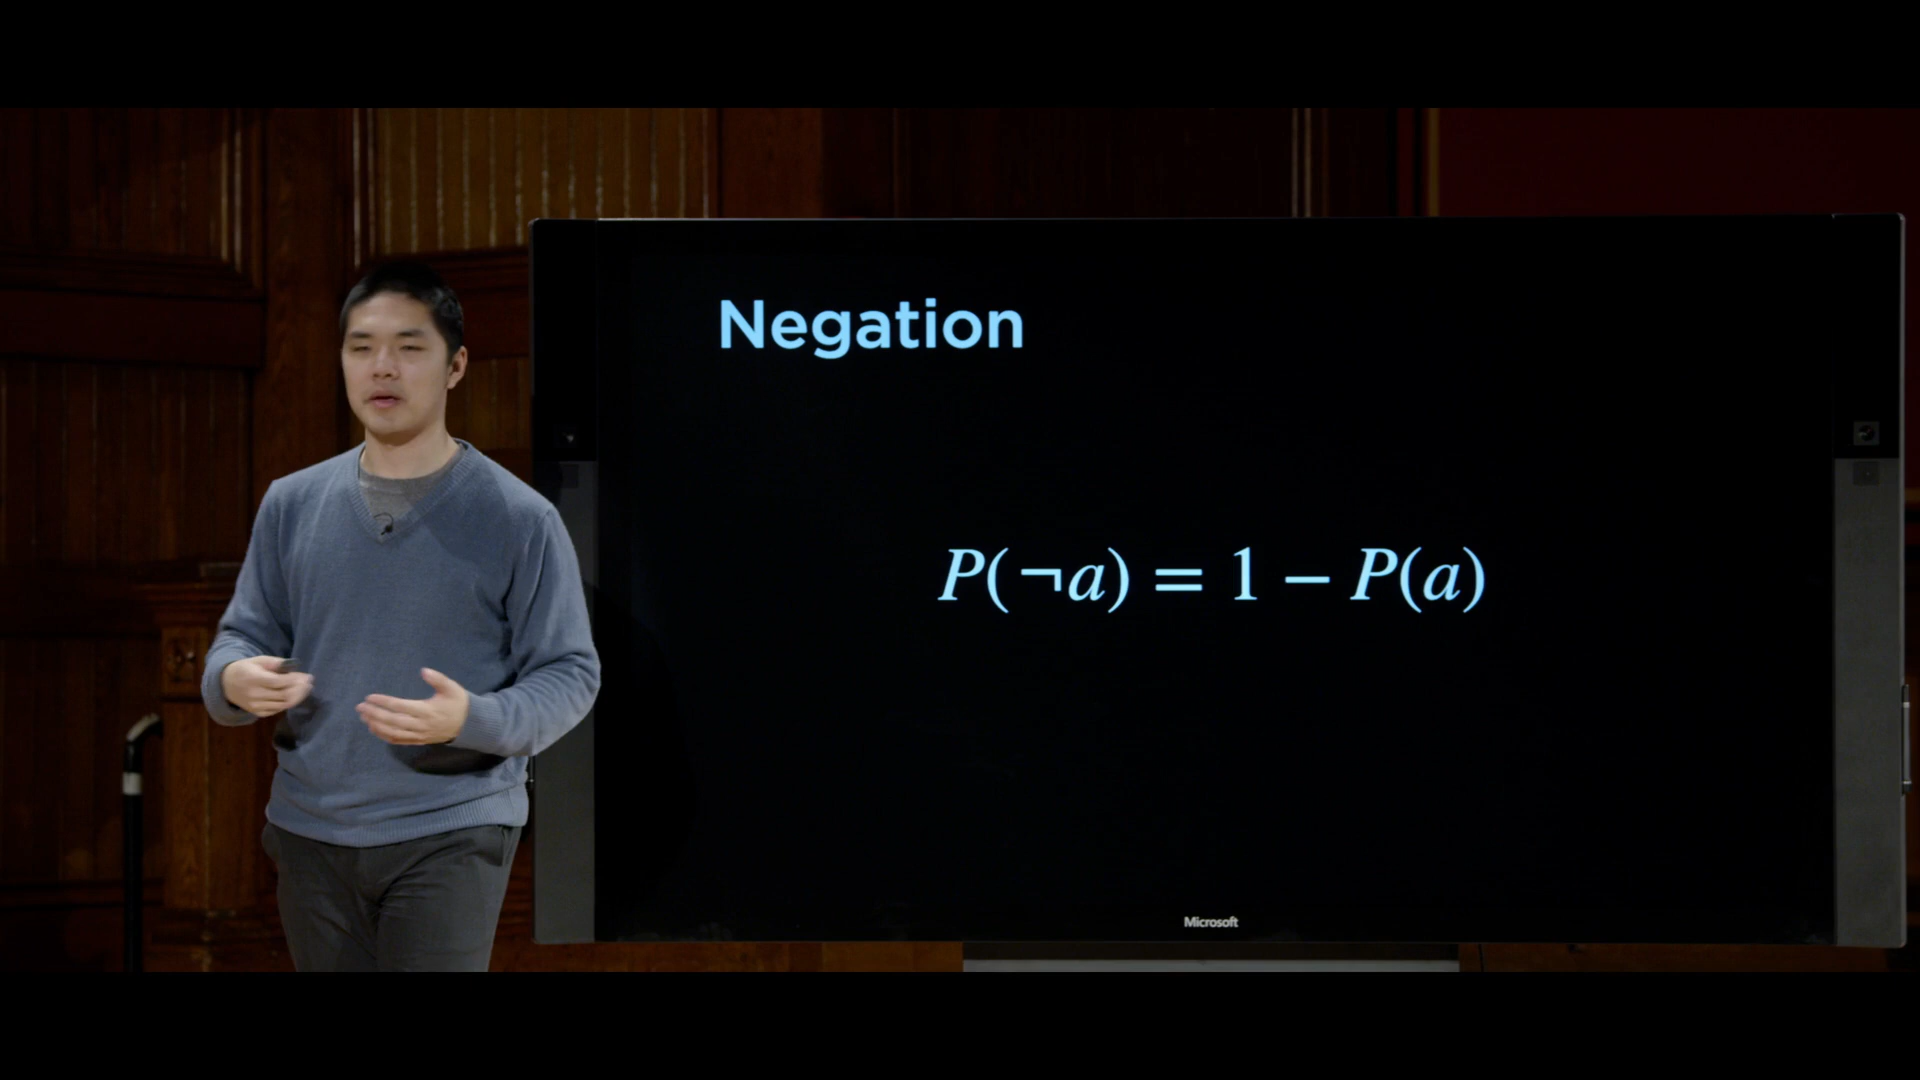 Negation
P(¬a) = 1 − P(a)
Microsoft